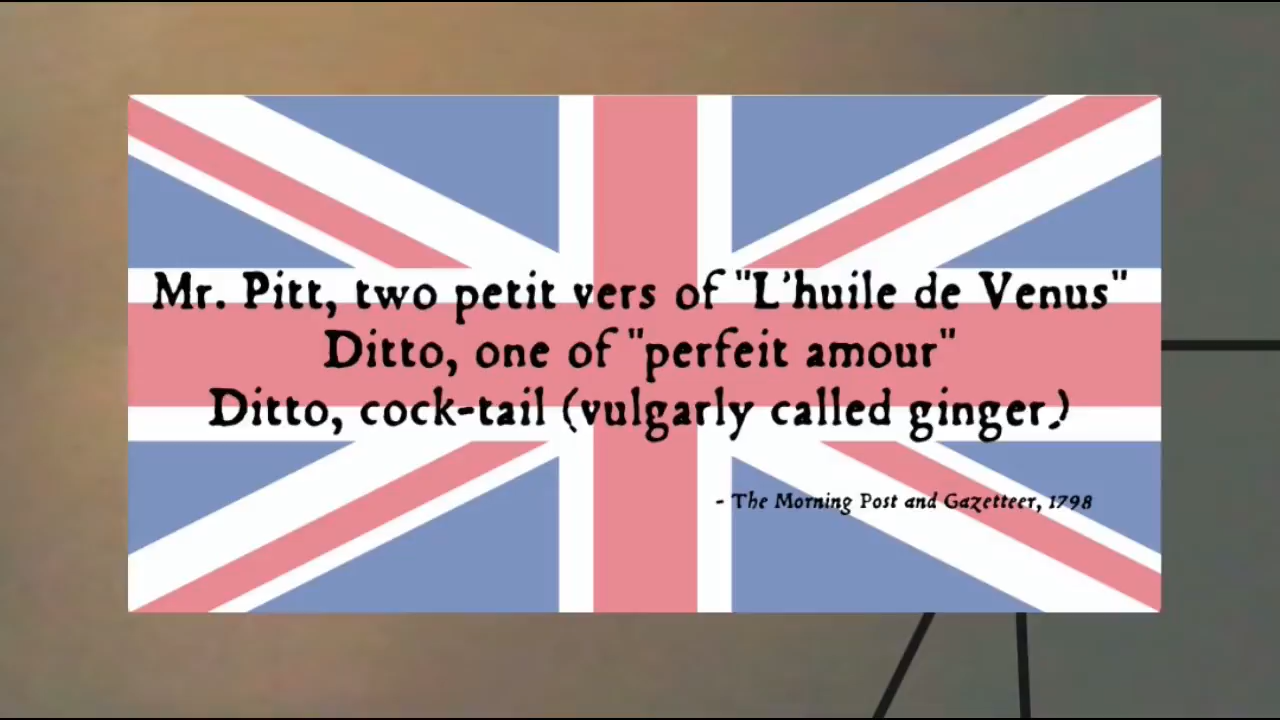 Mr. Pitt, two petit vers of "L'huile de Venus"
Ditto, one of "perfeit amour"
Ditto, cock-tail (vulgarly called ginger.)
- The Morning Post and Gazetteer, 1798